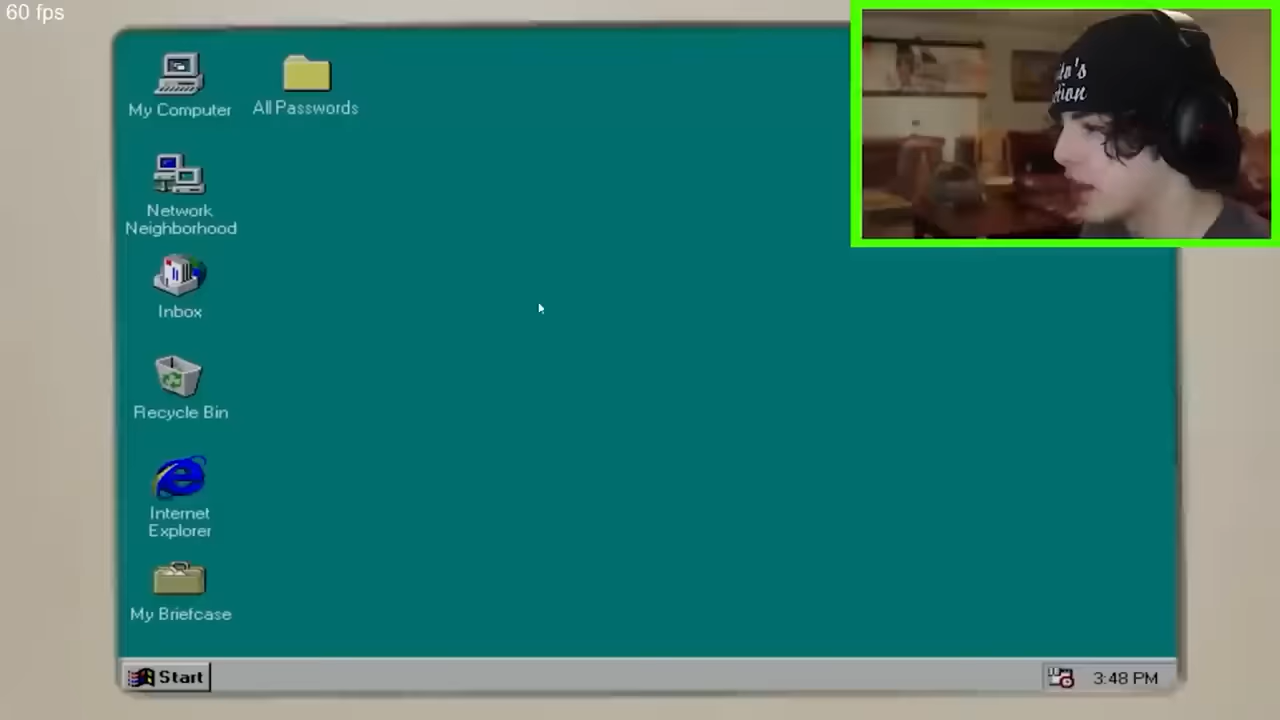 60 fps
My Computer
All Passwords
Network
Neighborhood
Inbox
Recycle Bin
Internet
Explorer
My Briefcase
Start
3:48 PM